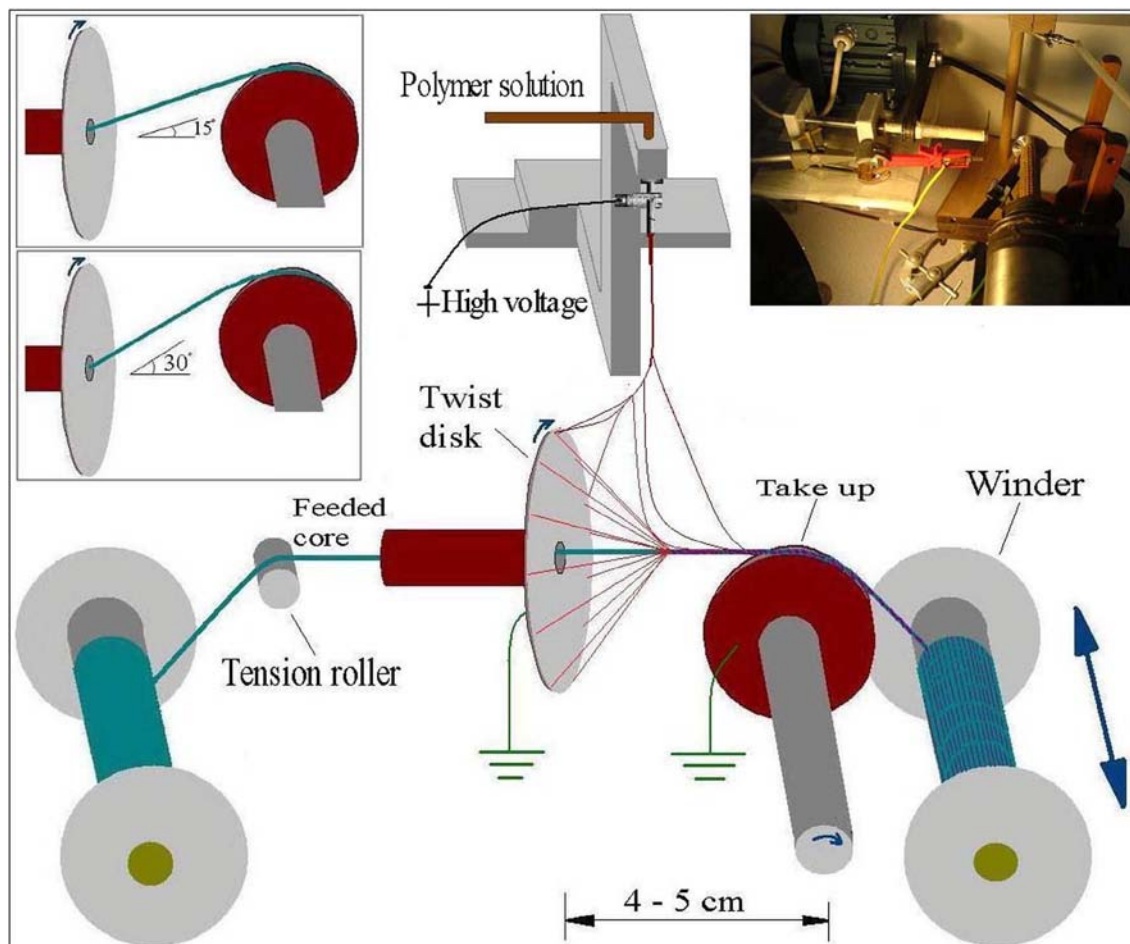 15°
30°
Polymer solution
+High voltage
Twist
disk
Feeded
core
Tension roller
Take up
Winder
4 - 5 cm